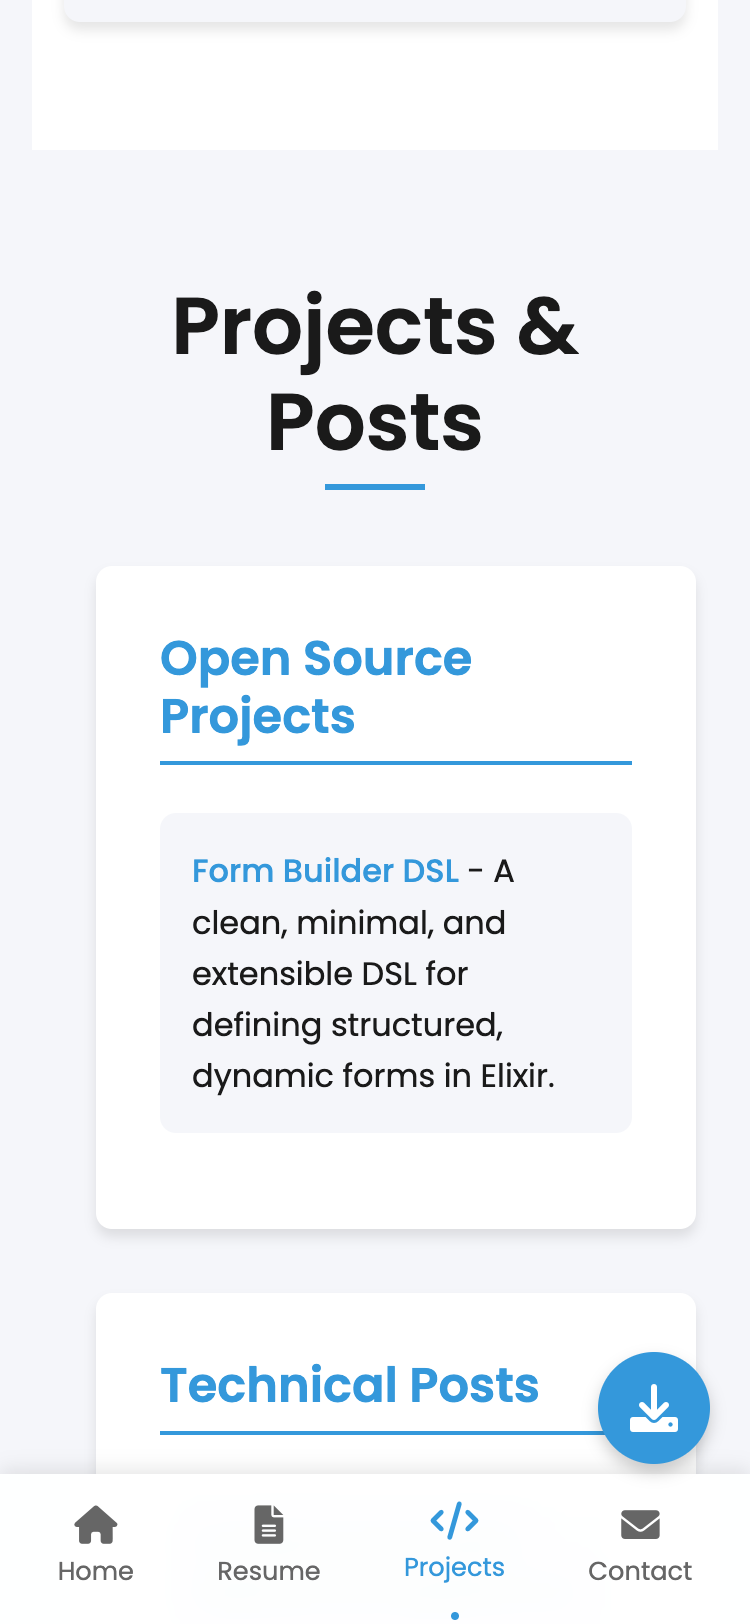 Projects &
Posts
Open Source
Projects
Form Builder DSL - A
clean, minimal, and
extensible DSL for
defining structured,
dynamic forms in Elixir.
Technical Posts
Home
Resume
Projects
Contact